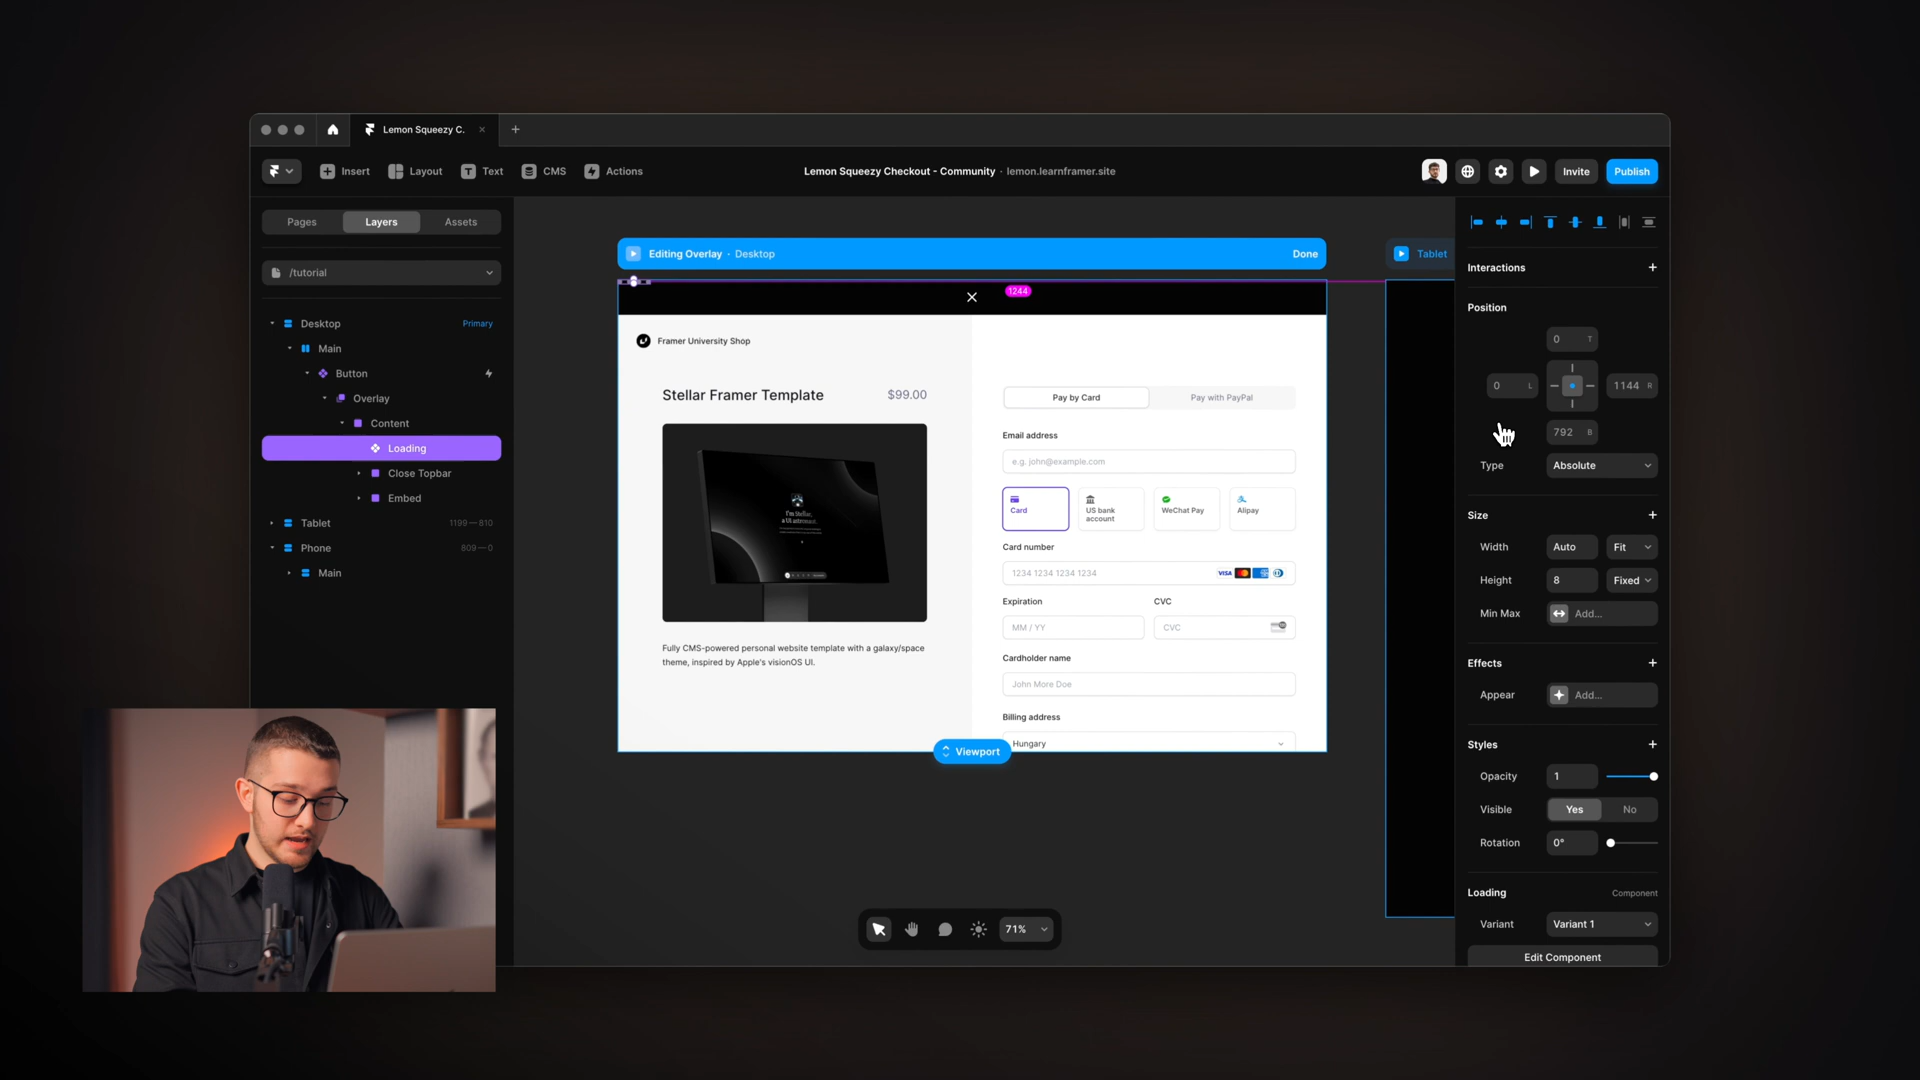 Lemon Squeezy C.
Insert
Layout
Text
CMS
Actions
Lemon Squeezy Checkout - Community · lemon.learnframer.site
Invite
Publish
Pages
Layers
Assets
/tutorial
Desktop
Primary
Main
Button
Overlay
Content
Loading
Close Topbar
Embed
Tablet
1199 — 810
Phone
809 — 0
Main
Editing Overlay · Desktop
Done
Tablet
1244
Framer University Shop
Stellar Framer Template
$99.00
I'm Stellar,
a UI astronaut.
Fully CMS-powered personal website template with a galaxy/space
theme, inspired by Apple's visionOS UI.
Pay by Card
Pay with PayPal
Email address
e.g. john@example.com
Card
US bank
account
WeChat Pay
Alipay
Card number
1234 1234 1234 1234
VISA
Expiration
CVC
MM / YY
CVC
Cardholder name
John More Doe
Billing address
Hungary
Viewport
71%
Interactions
Position
0 T
0 L
1144 R
792 B
Type
Absolute
Size
Width
Auto
Fit
Height
8
Fixed
Min Max
Add...
Effects
Appear
Add...
Styles
Opacity
1
Visible
Yes
No
Rotation
0°
Loading
Component
Variant
Variant 1
Edit Component